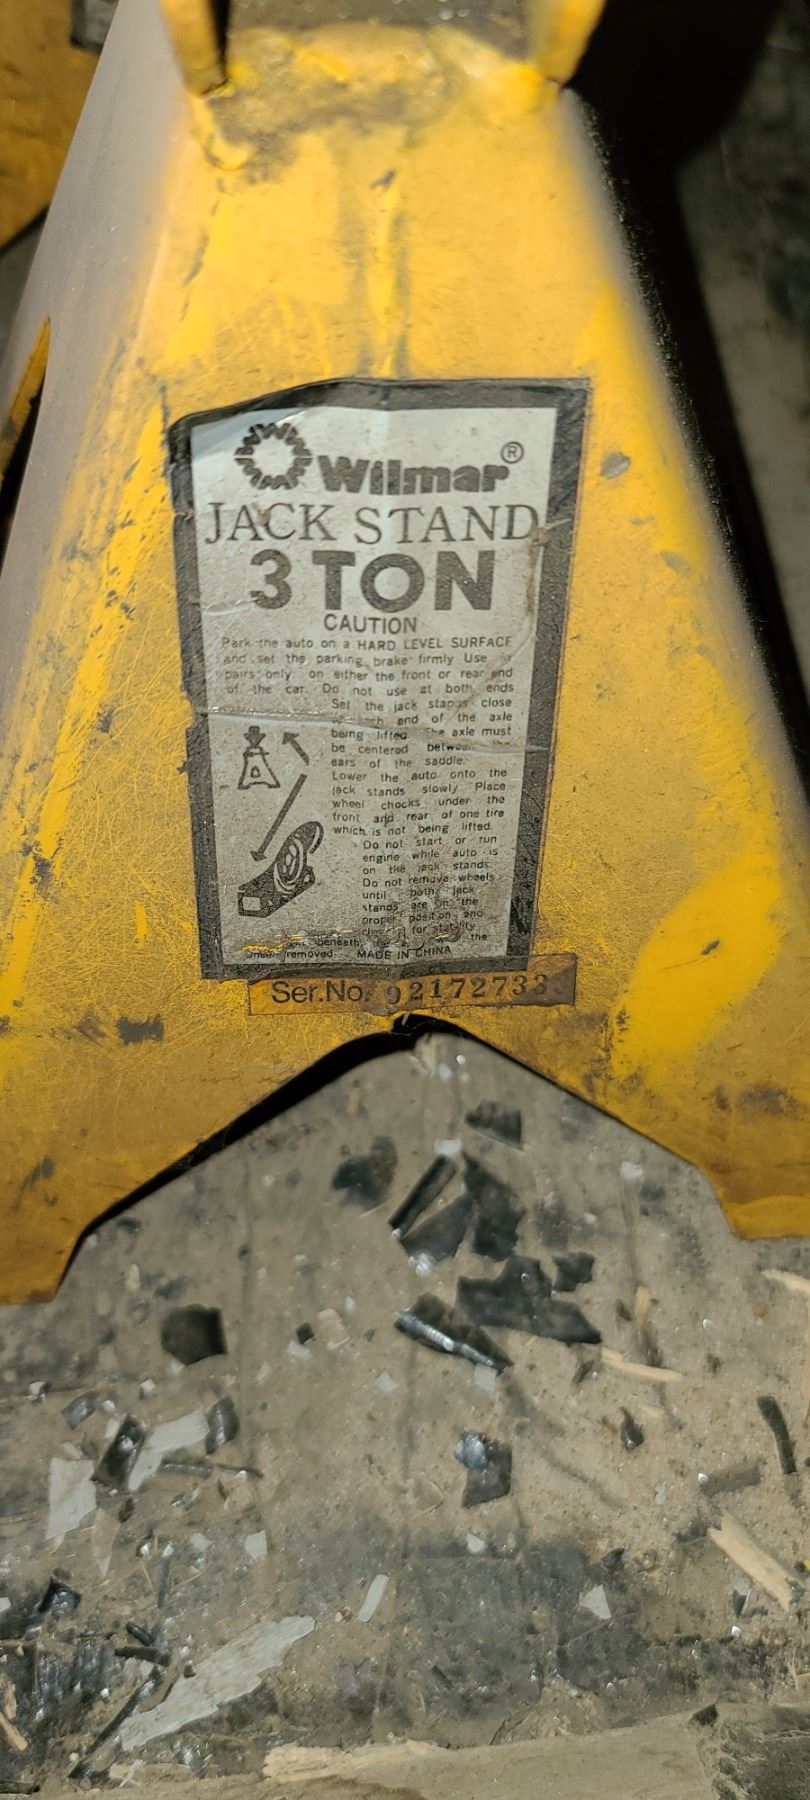 Wilmar ®
JACK STAND
3 TON
CAUTION
Park the auto on a HARD LEVEL SURFACE
and set the parking brake firmly Use
pairs only on either the front or rear end
of the car. Do not use at both ends
Set the jack stands close
end of the axle
being lifted. The axle must
be centered between the
ears of the saddle.
Lower the auto onto the
jack stands slowly Place
wheel chocks under the
front and rear of one tire
which is not being lifted.
Do not start or run
engine while auto is
on the jack stands
Do not remove wheels
until both jack
stands are in the
proper position and
for stability
beneath the
removed MADE IN CHINA
Ser.No. 92172733